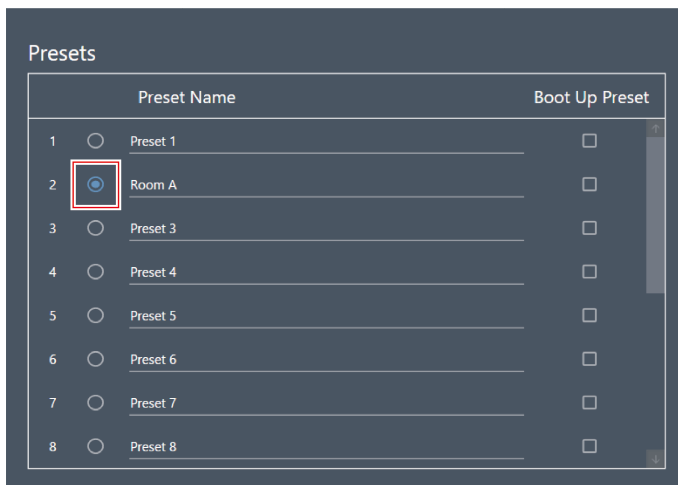 Presets
Preset Name Boot Up Preset
1 Preset 1
2 Room A
3 Preset 3
4 Preset 4
5 Preset 5
6 Preset 6
7 Preset 7
8 Preset 8